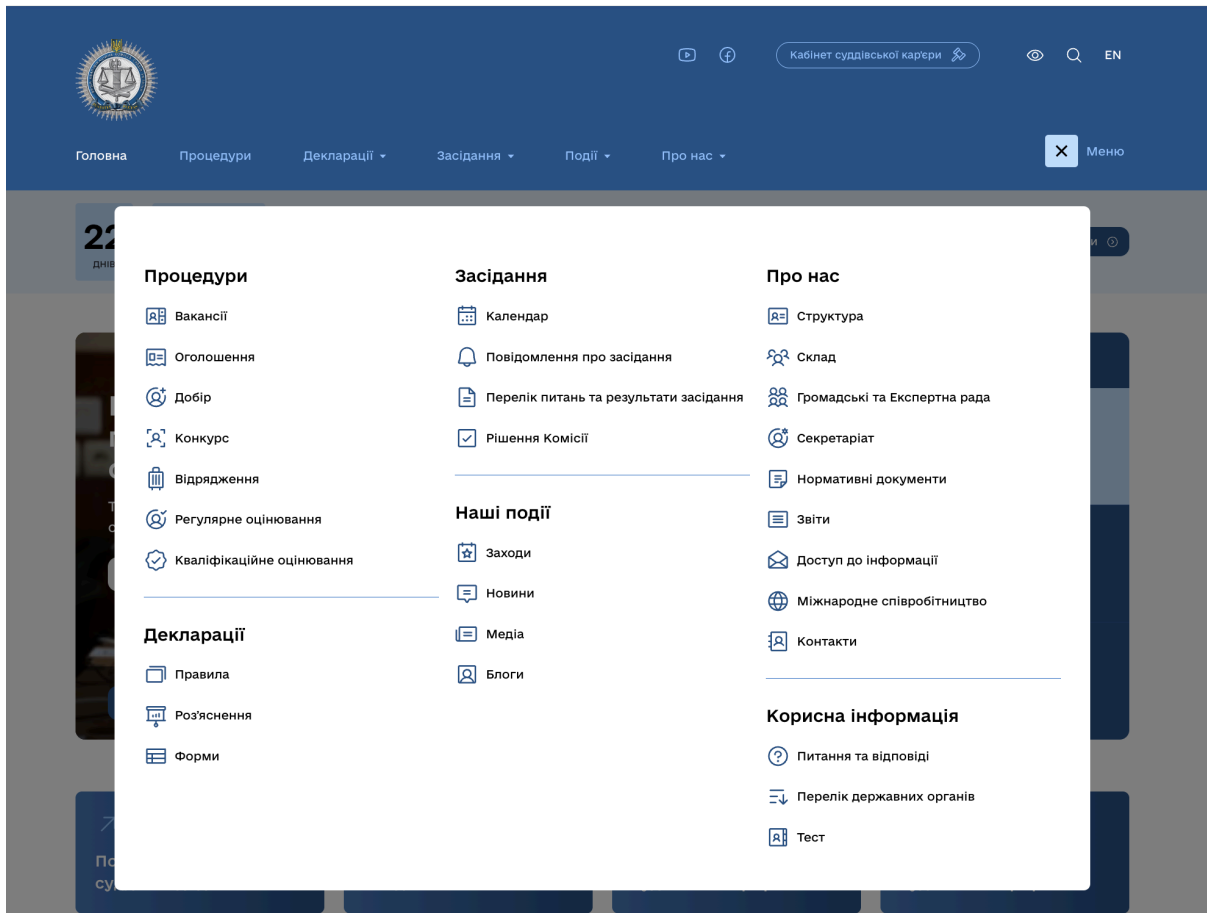 Кабінет суддівської кар'єри
EN
Головна
Процедури
Декларації
Засідання
Події
Про нас
Меню
22
Процедури
Вакансії
Оголошення
Добір
Конкурс
Відрядження
Регулярне оцінювання
Кваліфікаційне оцінювання
Декларації
Правила
Роз'яснення
Форми
Засідання
Календар
Повідомлення про засідання
Перелік питань та результати засідання
Рішення Комісії
Наші події
Заходи
Новини
Медіа
Блоги
Про нас
Структура
Склад
Громадські та Експертна рада
Секретаріат
Нормативні документи
Звіти
Доступ до інформації
Міжнародне співробітництво
Контакти
Корисна інформація
Питання та відповіді
Перелік державних органів
Тест